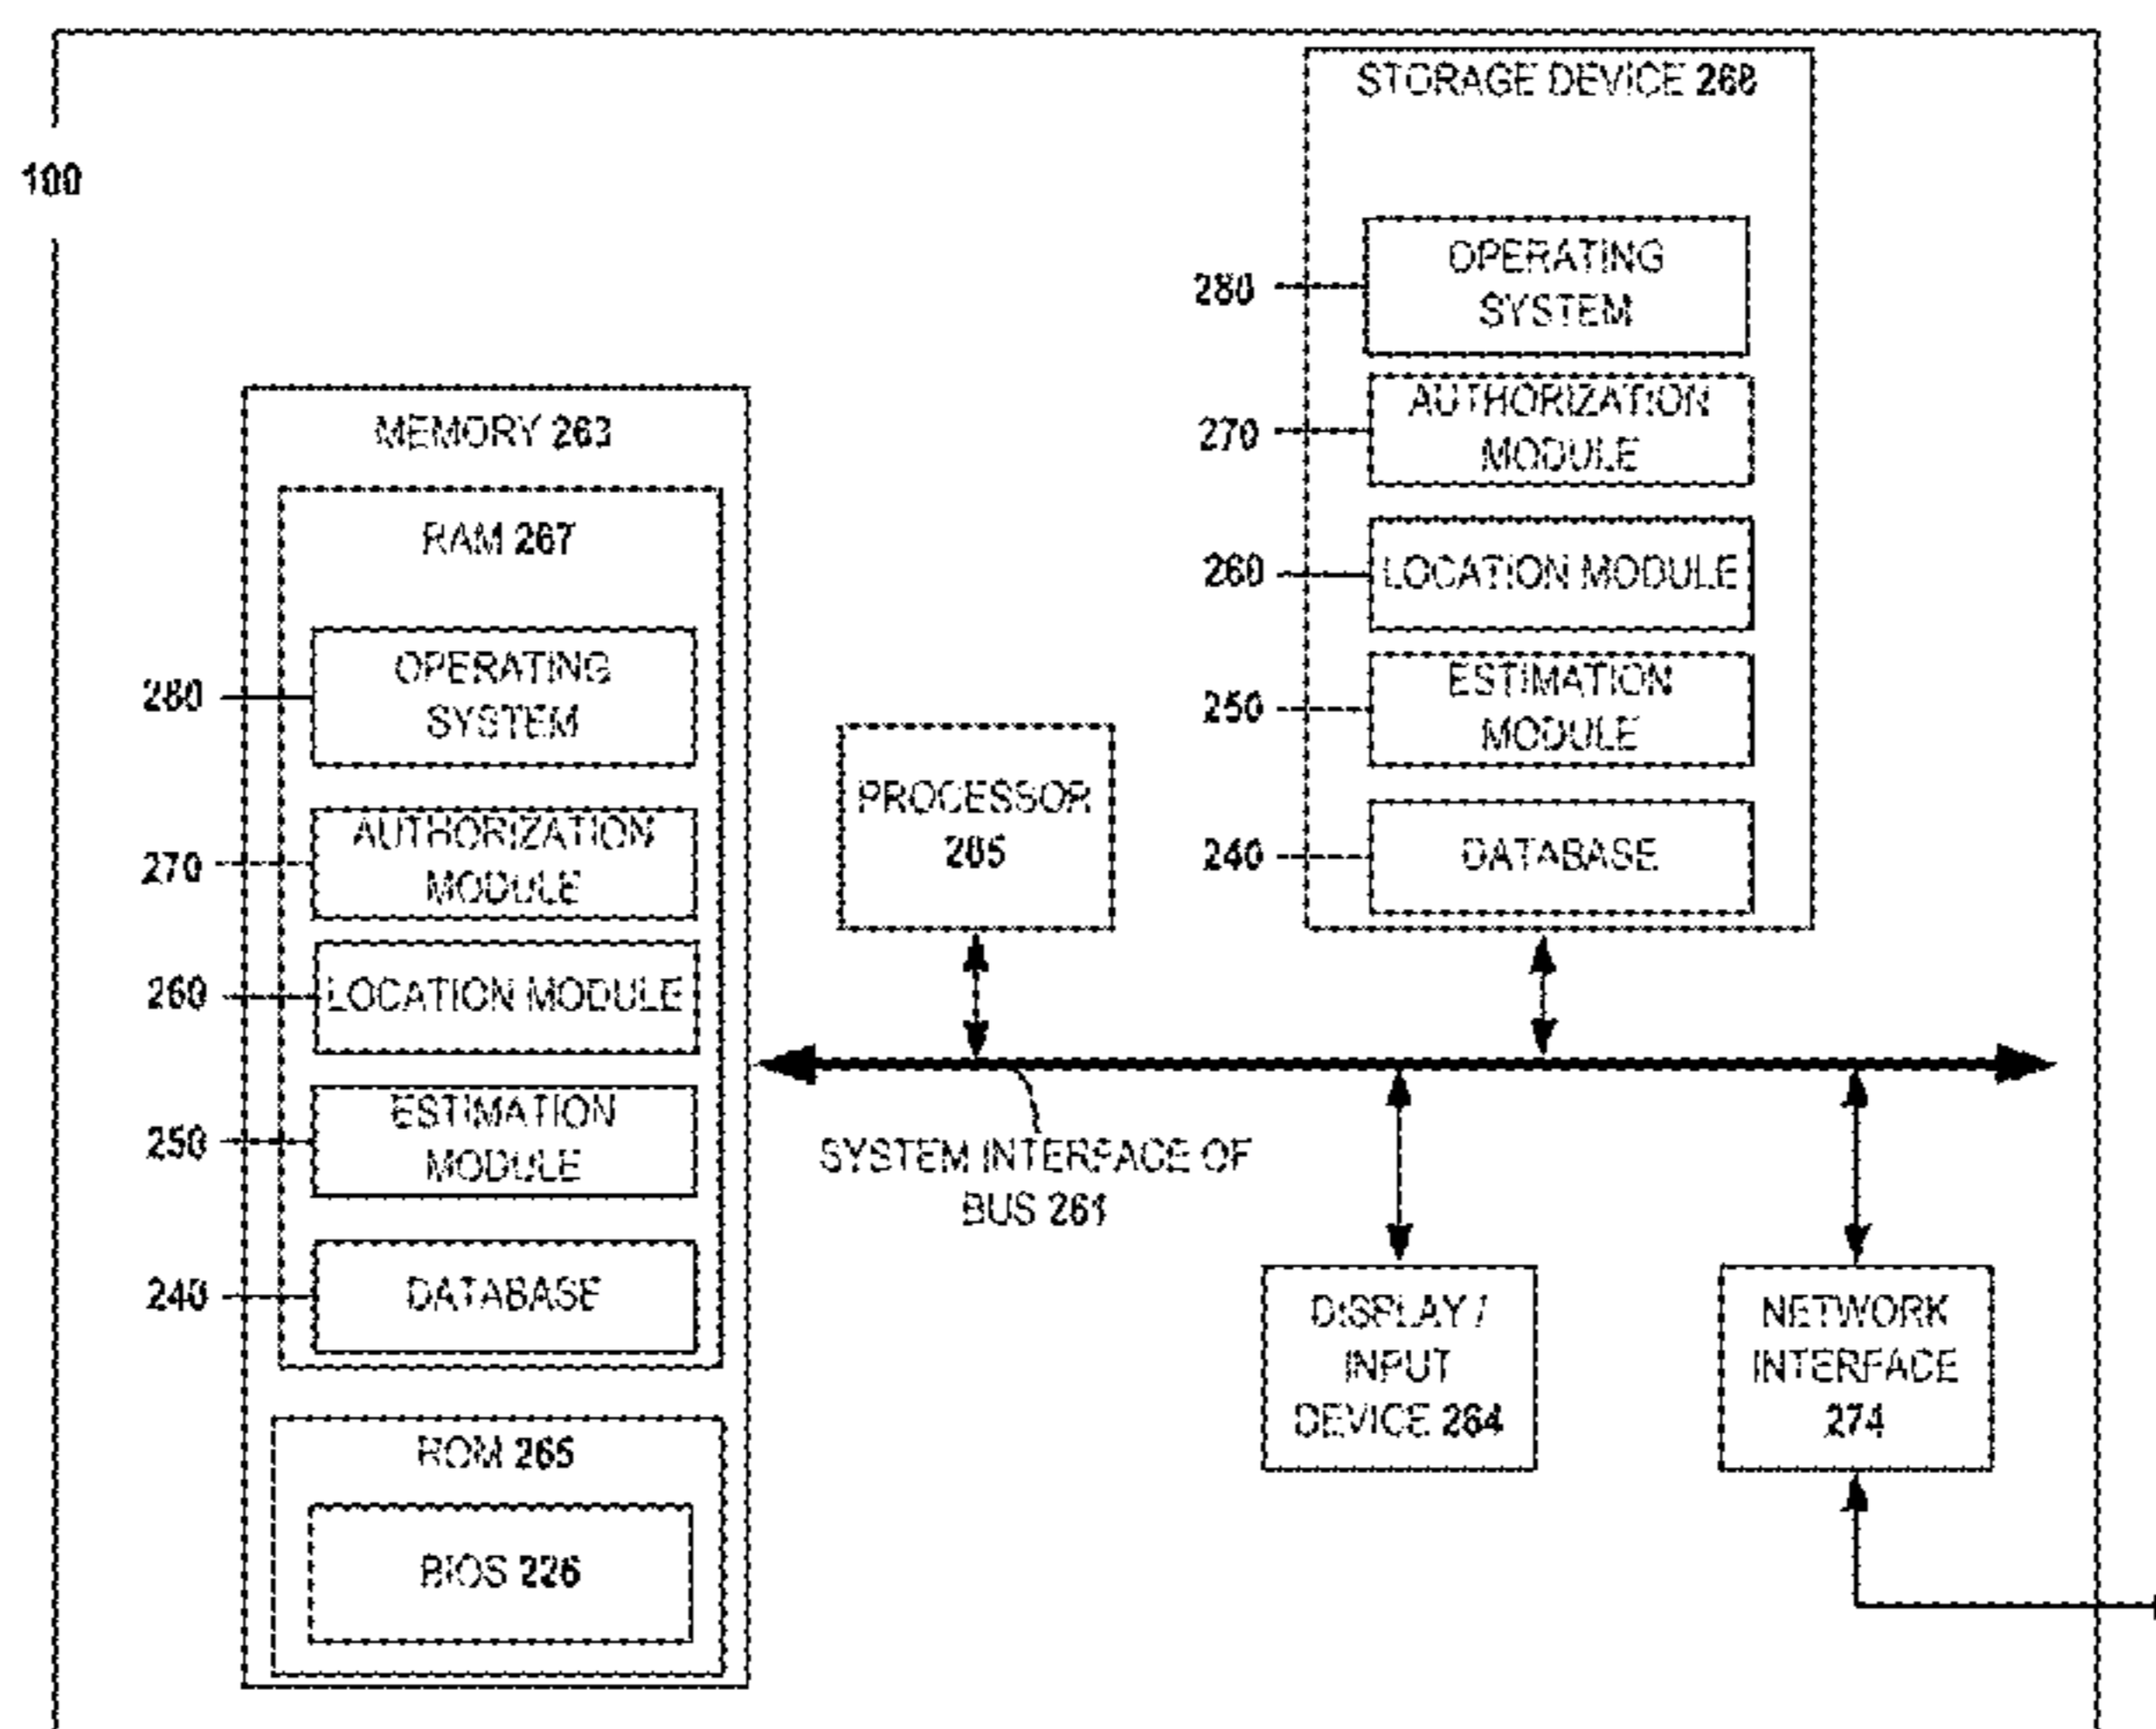 100
STORAGE DEVICE 268
280
OPERATING
SYSTEM
270
AUTHORIZATION
MODULE
260
LOCATION MODULE
250
ESTIMATION
MODULE
240
DATABASE
MEMORY 263
RAM 267
280
OPERATING
SYSTEM
270
AUTHORIZATION
MODULE
260
LOCATION MODULE
250
ESTIMATION
MODULE
240
DATABASE
ROM 265
BIOS 226
PROCESSOR
205
SYSTEM INTERFACE OF
BUS 261
DISPLAY /
INPUT
DEVICE 264
NETWORK
INTERFACE
274